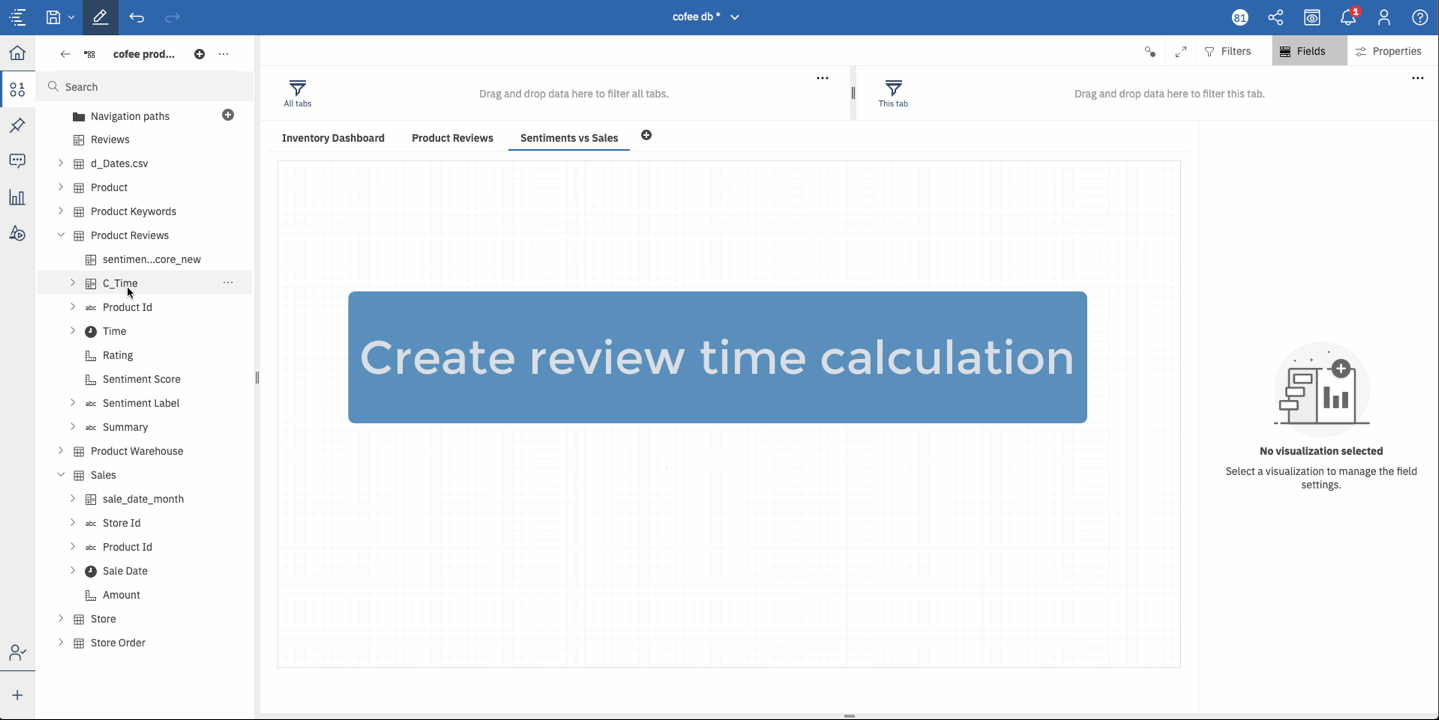 cofee db *
81
1
cofee prod...
Filters
Fields
Properties
Search
All tabs
Drag and drop data here to filter all tabs.
This tab
Drag and drop data here to filter this tab.
Navigation paths
Reviews
d_Dates.csv
Product
Product Keywords
Product Reviews
sentimen...core_new
C_Time
abc Product Id
Time
Rating
Sentiment Score
abc Sentiment Label
abc Summary
Product Warehouse
Sales
sale_date_month
abc Store Id
abc Product Id
Sale Date
Amount
Store
Store Order
Inventory Dashboard
Product Reviews
Sentiments vs Sales
Create review time calculation
No visualization selected
Select a visualization to manage the field
settings.